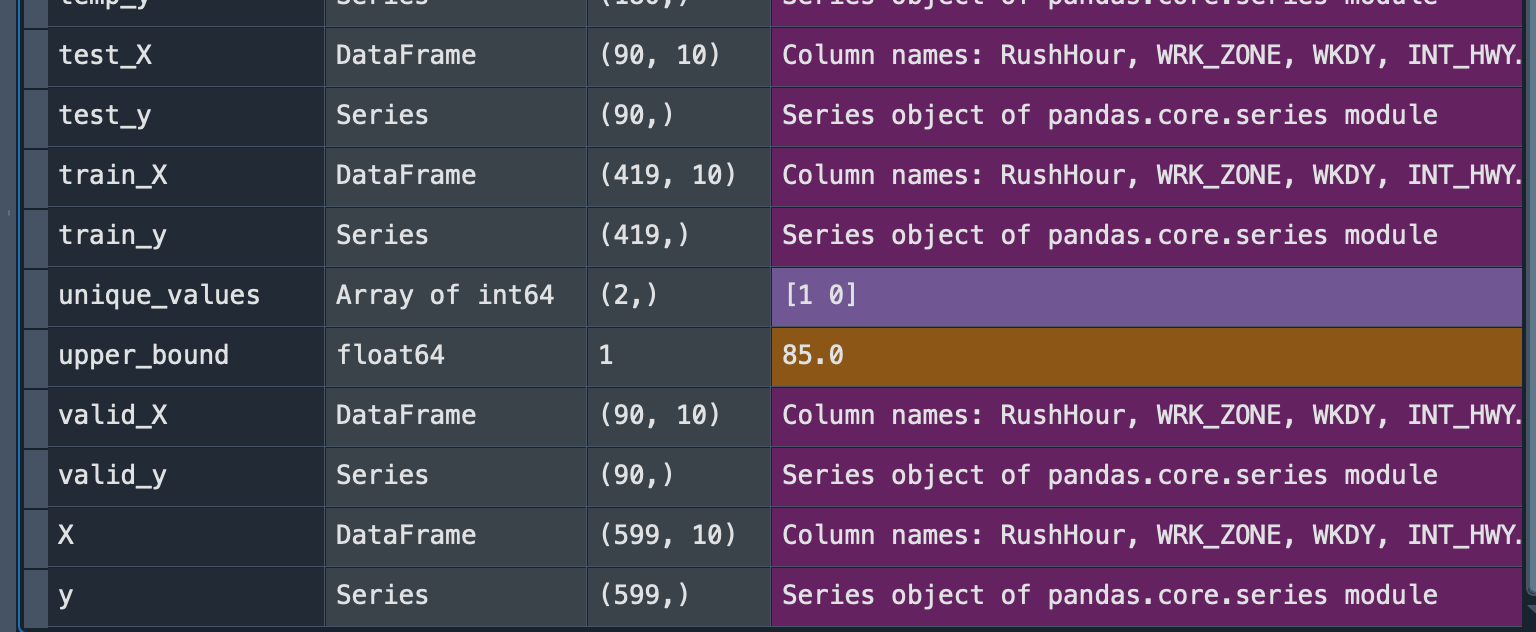 temp_y Series (180,) Series object of pandas.core.series module
test_X DataFrame (90, 10) Column names: RushHour, WRK_ZONE, WKDY, INT_HWY.
test_y Series (90,) Series object of pandas.core.series module
train_X DataFrame (419, 10) Column names: RushHour, WRK_ZONE, WKDY, INT_HWY.
train_y Series (419,) Series object of pandas.core.series module
unique_values Array of int64 (2,) [1 0]
upper_bound float64 1 85.0
valid_X DataFrame (90, 10) Column names: RushHour, WRK_ZONE, WKDY, INT_HWY.
valid_y Series (90,) Series object of pandas.core.series module
X DataFrame (599, 10) Column names: RushHour, WRK_ZONE, WKDY, INT_HWY.
y Series (599,) Series object of pandas.core.series module